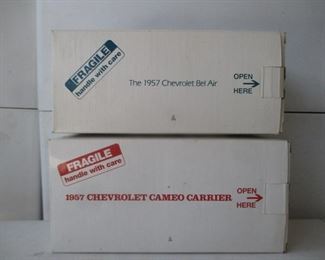 FRAGILE
handle with care
The 1957 Chevrolet Bel Air
OPEN
HERE
FRAGILE
handle with care
1957 CHEVROLET CAMEO CARRIER
OPEN
HERE